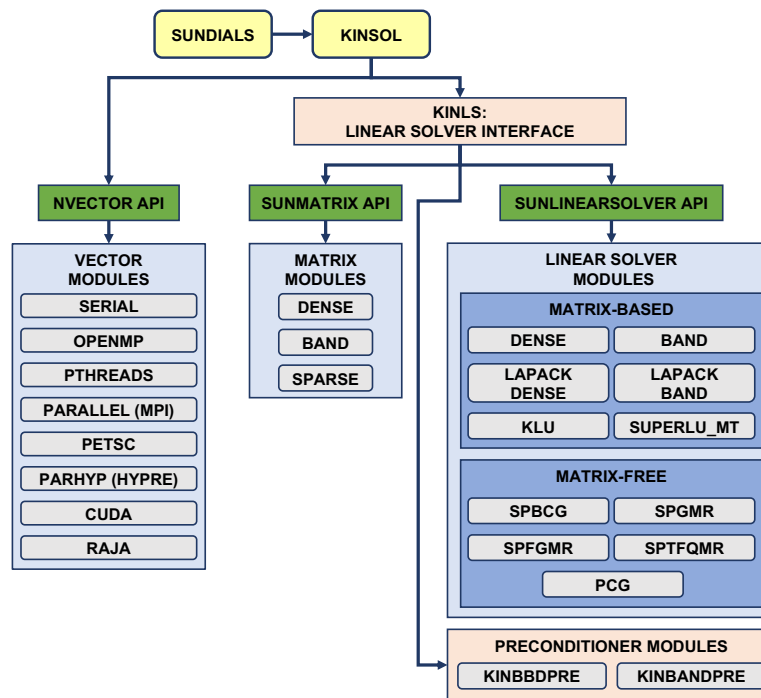 SUNDIALS
KINSOL
KINLS:
LINEAR SOLVER INTERFACE
NVECTOR API
SUNMATRIX API
SUNLINEARSOLVER API
VECTOR
MODULES
SERIAL
OPENMP
PTHREADS
PARALLEL (MPI)
PETSC
PARHYP (HYPRE)
CUDA
RAJA
MATRIX
MODULES
DENSE
BAND
SPARSE
LINEAR SOLVER
MODULES
MATRIX-BASED
DENSE
BAND
LAPACK
DENSE
LAPACK
BAND
KLU
SUPERLU_MT
MATRIX-FREE
SPBCG
SPGMR
SPFGMR
SPTFQMR
PCG
PRECONDITIONER MODULES
KINBBDPRE
KINBANDPRE